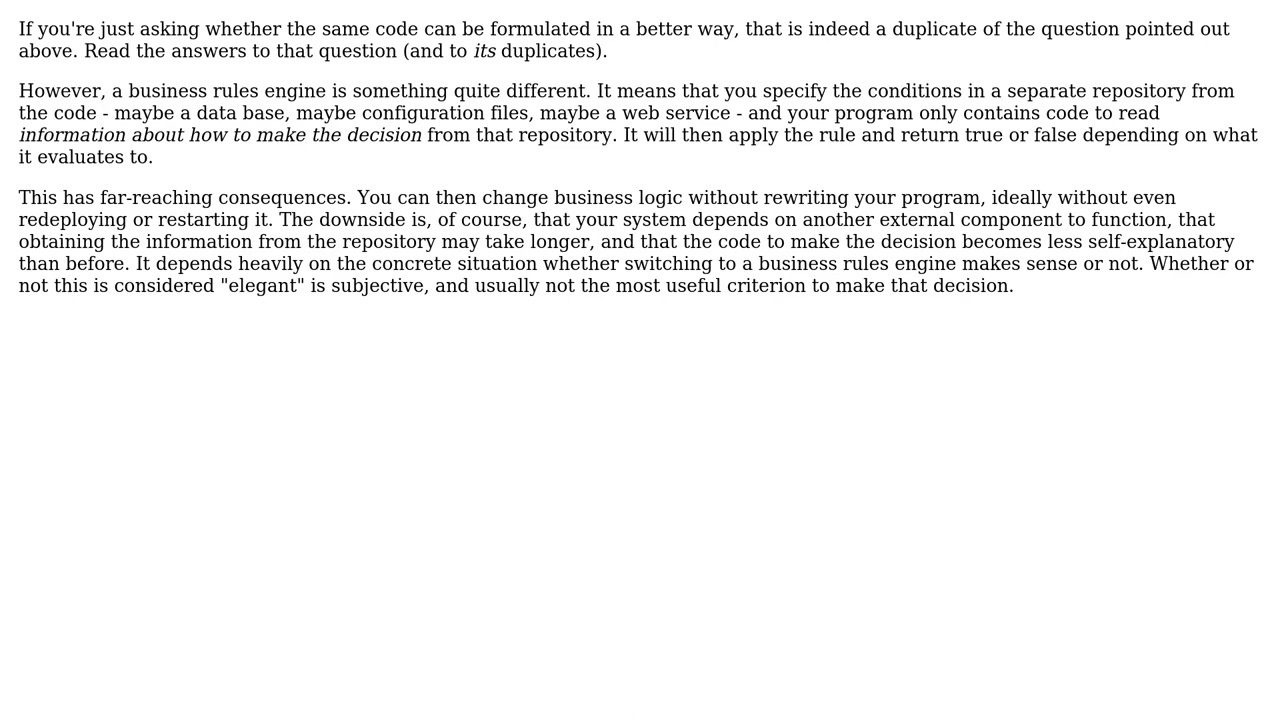 If you're just asking whether the same code can be formulated in a better way, that is indeed a duplicate of the question pointed out
above. Read the answers to that question (and to its duplicates).
However, a business rules engine is something quite different. It means that you specify the conditions in a separate repository from
the code - maybe a data base, maybe configuration files, maybe a web service - and your program only contains code to read
information about how to make the decision from that repository. It will then apply the rule and return true or false depending on what
it evaluates to.
This has far-reaching consequences. You can then change business logic without rewriting your program, ideally without even
redeploying or restarting it. The downside is, of course, that your system depends on another external component to function, that
obtaining the information from the repository may take longer, and that the code to make the decision becomes less self-explanatory
than before. It depends heavily on the concrete situation whether switching to a business rules engine makes sense or not. Whether or
not this is considered "elegant" is subjective, and usually not the most useful criterion to make that decision.